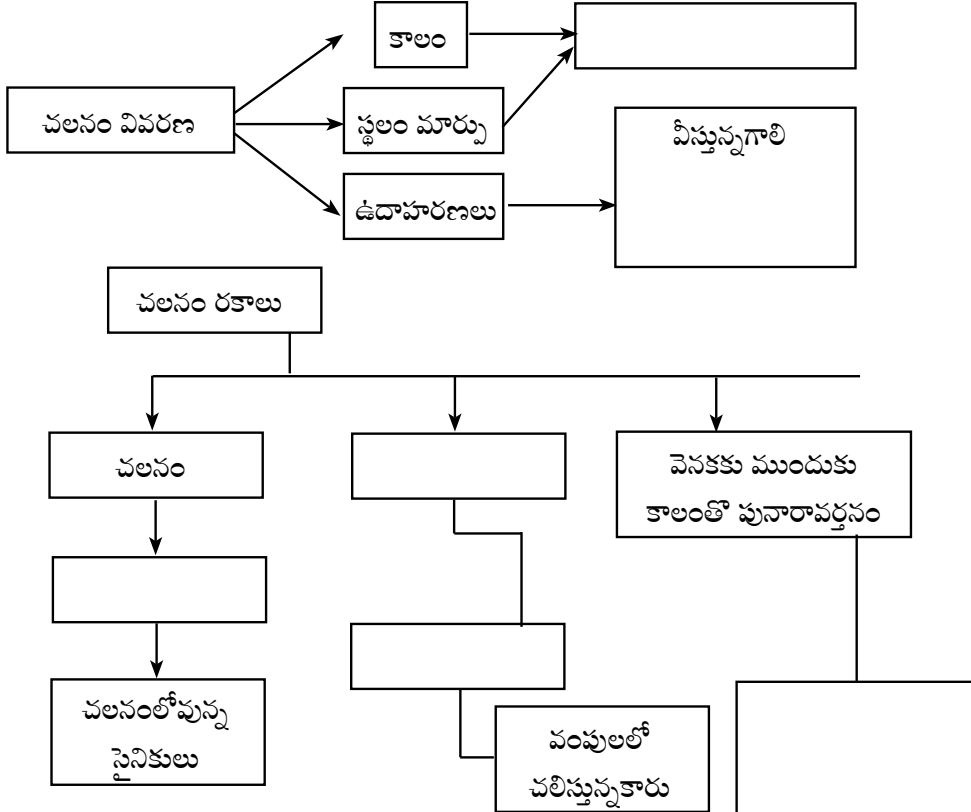 కాలం
చలనం వివరణ
స్థలం మార్పు
వీస్తున్నగాలి
ఉదాహరణలు
చలనం రకాలు
చలనం
వెనకకు ముందుకు
కాలంతొ పునారావర్తనం
చలనంలోవున్న
సైనికులు
వంపులలో
చలిస్తున్నకారు